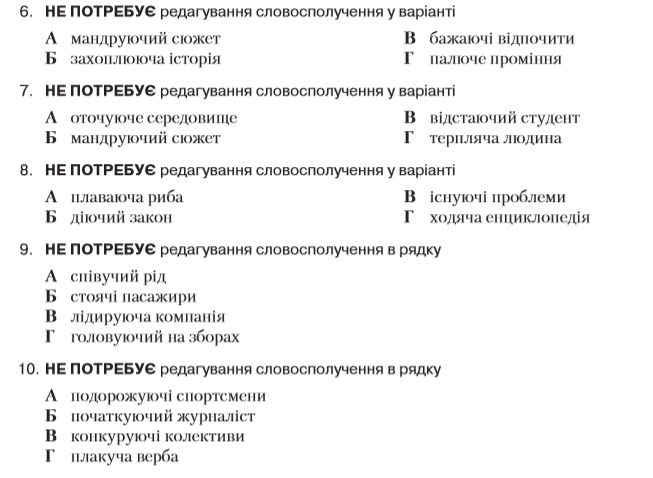 6. НЕ ПОТРЕБУЄ редагування словосполучення у варіанті
А мандруючий сюжет
Б захоплююча історія
В бажаючі відпочити
Г палюче проміння
7. НЕ ПОТРЕБУЄ редагування словосполучення у варіанті
А оточуюче середовище
Б мандруючий сюжет
В відстаючий студент
Г терпляча людина
8. НЕ ПОТРЕБУЄ редагування словосполучення у варіанті
А плаваюча риба
Б діючий закон
В існуючі проблеми
Г ходяча енциклопедія
9. НЕ ПОТРЕБУЄ редагування словосполучення в рядку
А співучий рід
Б стоячі пасажири
В лідируюча компанія
Г головуючий на зборах
10. НЕ ПОТРЕБУЄ редагування словосполучення в рядку
А подорожуючі спортсмени
Б початкуючий журналіст
В конкуруючі колективи
Г плакуча верба